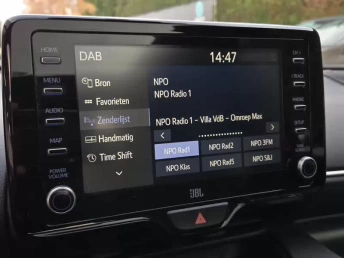 HOME
MENU
AUDIO
MAP
POWER
VOLUME
DAB
14:47
Bron
Favorieten
Zenderlijst
Handmatig
Time Shift
NPO
NPO Radio 1
NPO Radio 1 - Villa VdB - Omroep Max
NPO Rad1
NPO Rad2
NPO 3FM
NPO Klas
NPO Rad5
NPO S&J
PHONE
SETUP
JBL